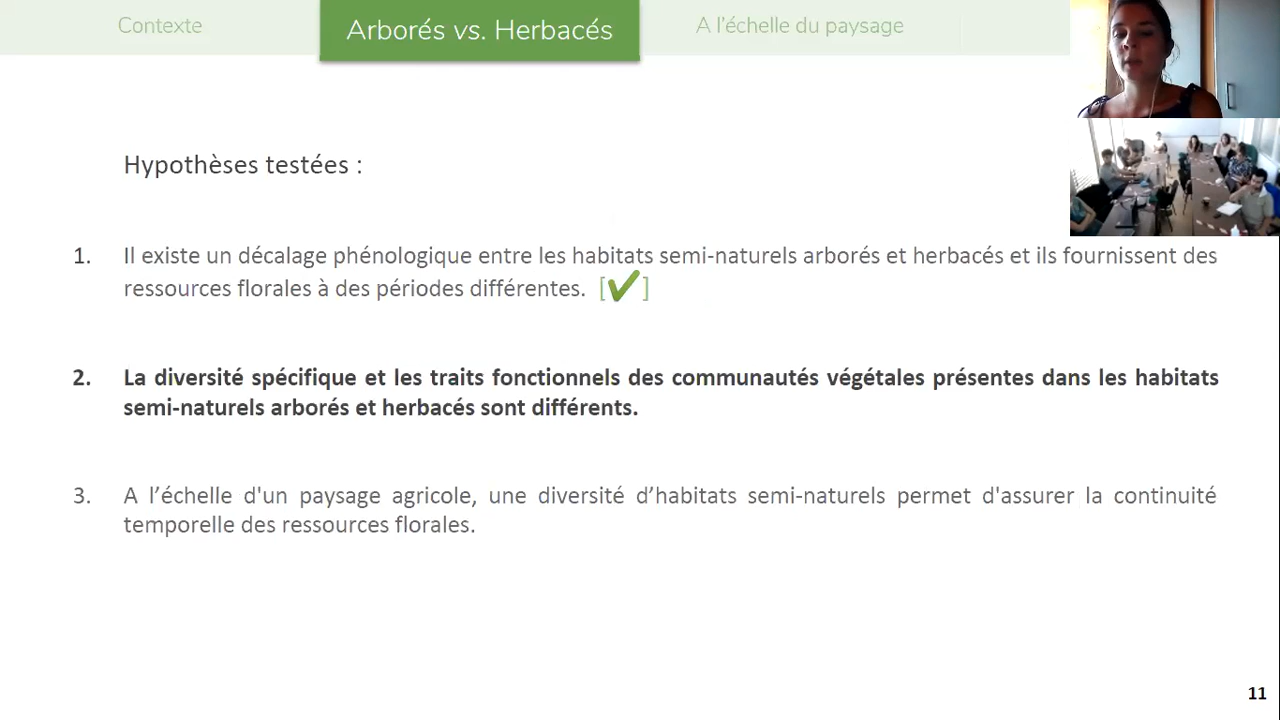 Contexte
Arborés vs. Herbacés
A l’échelle du paysage
Hypothèses testées :
1. Il existe un décalage phénologique entre les habitats semi-naturels arborés et herbacés et ils fournissent des
ressources florales à des périodes différentes. [✔]
2. La diversité spécifique et les traits fonctionnels des communautés végétales présentes dans les habitats
semi-naturels arborés et herbacés sont différents.
3. A l’échelle d'un paysage agricole, une diversité d’habitats semi-naturels permet d'assurer la continuité
temporelle des ressources florales.
11